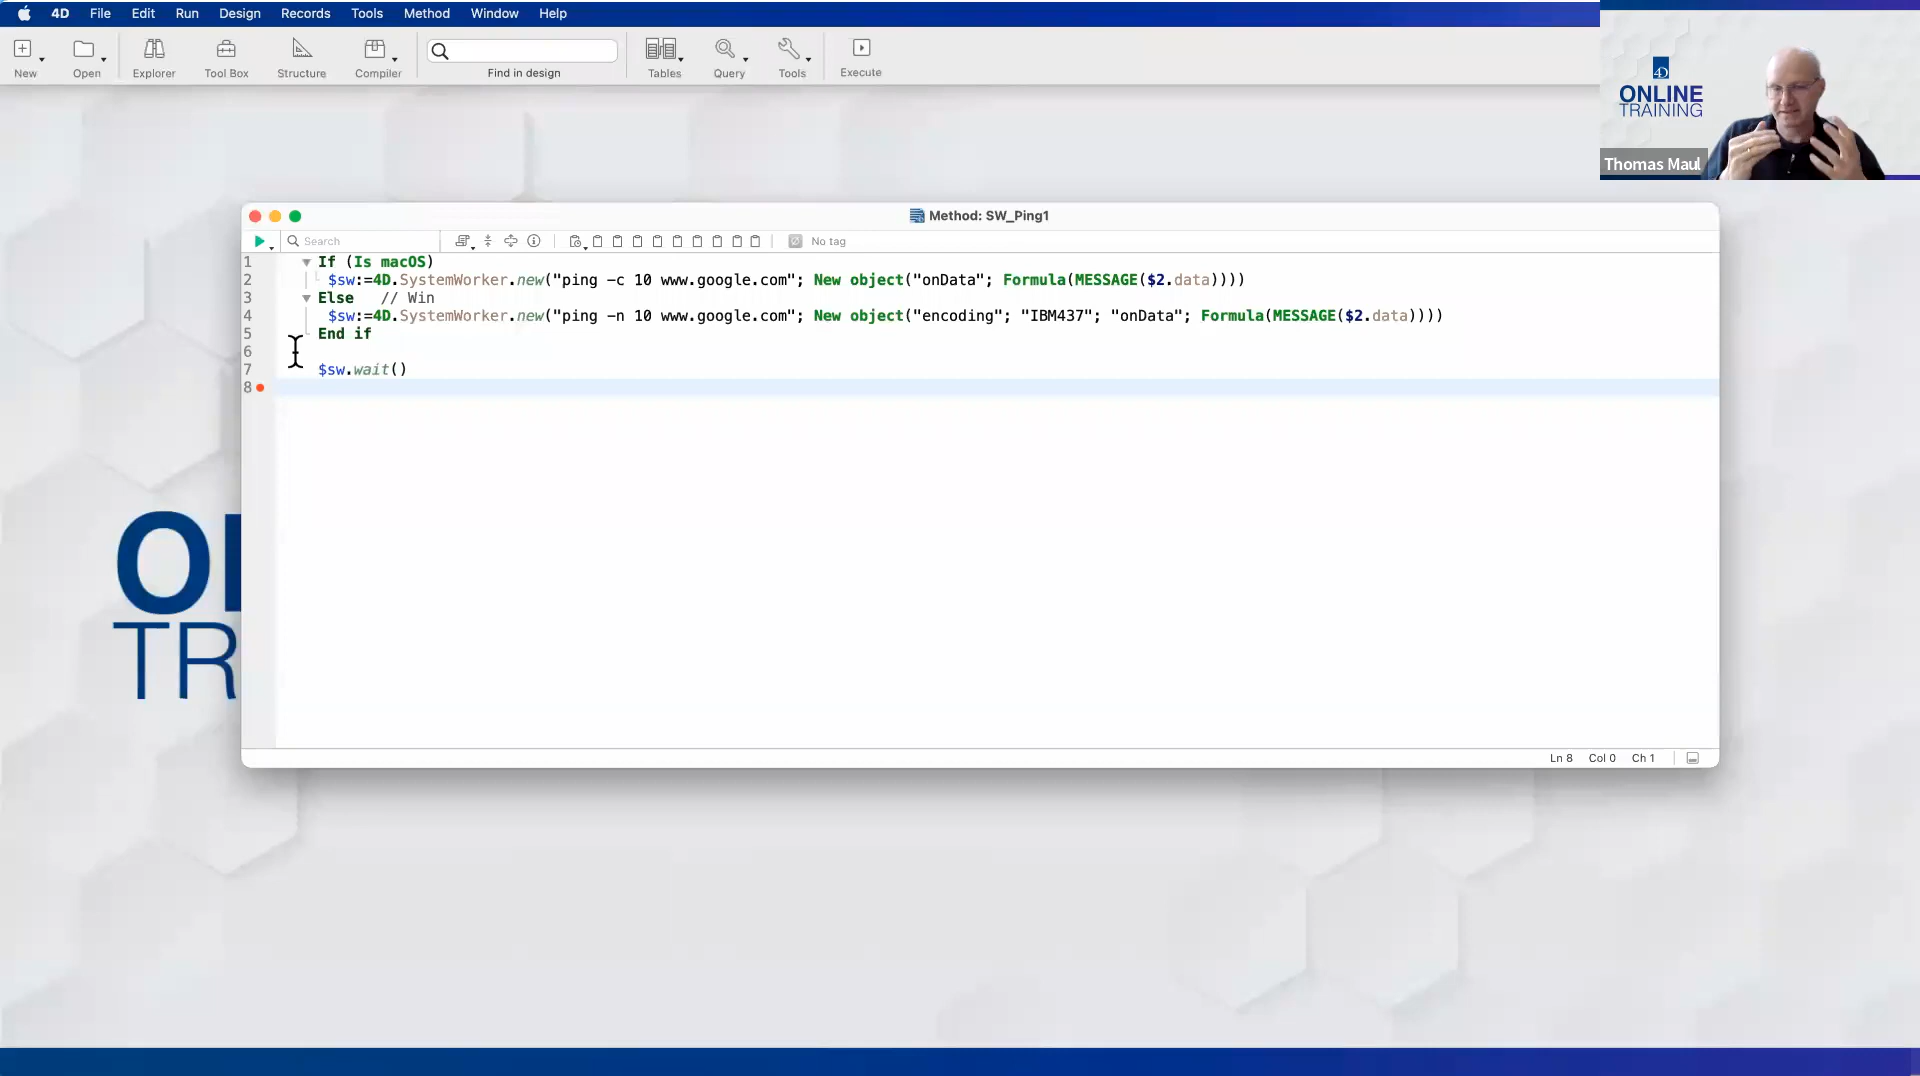 4D File Edit Run Design Records Tools Method Window Help
New Open Explorer Tool Box Structure Compiler Find in design Tables Query Tools Execute
4D
ONLINE
TRAINING
Thomas Maul
Method: SW_Ping1
Search No tag
1 If (Is macOS)
2 $sw:=4D.SystemWorker.new("ping -c 10 www.google.com"; New object("onData"; Formula(MESSAGE($2.data))))
3 Else // Win
4 $sw:=4D.SystemWorker.new("ping -n 10 www.google.com"; New object("encoding"; "IBM437"; "onData"; Formula(MESSAGE($2.data))))
5 End if
6
7 $sw.wait()
8
O
TR
Ln 8 Col 0 Ch 1